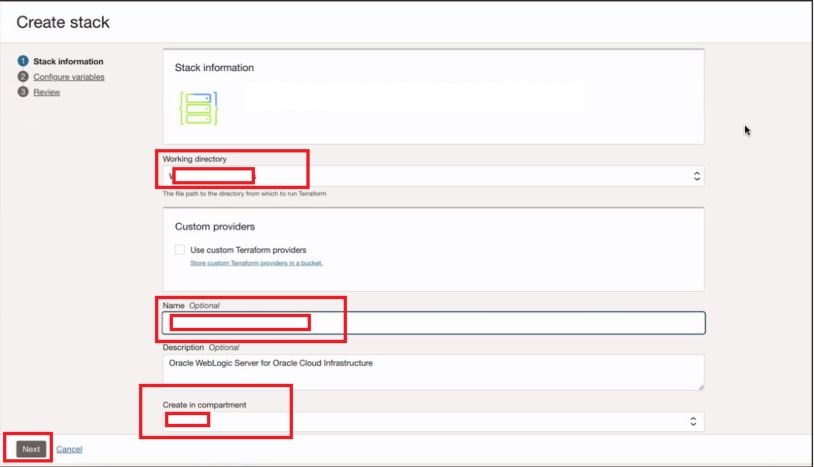 Create stack
1 Stack information
2 Configure variables
3 Review
Stack information
Working directory
The file path to the directory from which to run Terraform
Custom providers
Use custom Terraform providers
Store custom Terraform providers in a bucket.
Name Optional
Description Optional
Oracle WebLogic Server for Oracle Cloud Infrastructure
Create in compartment
Next Cancel